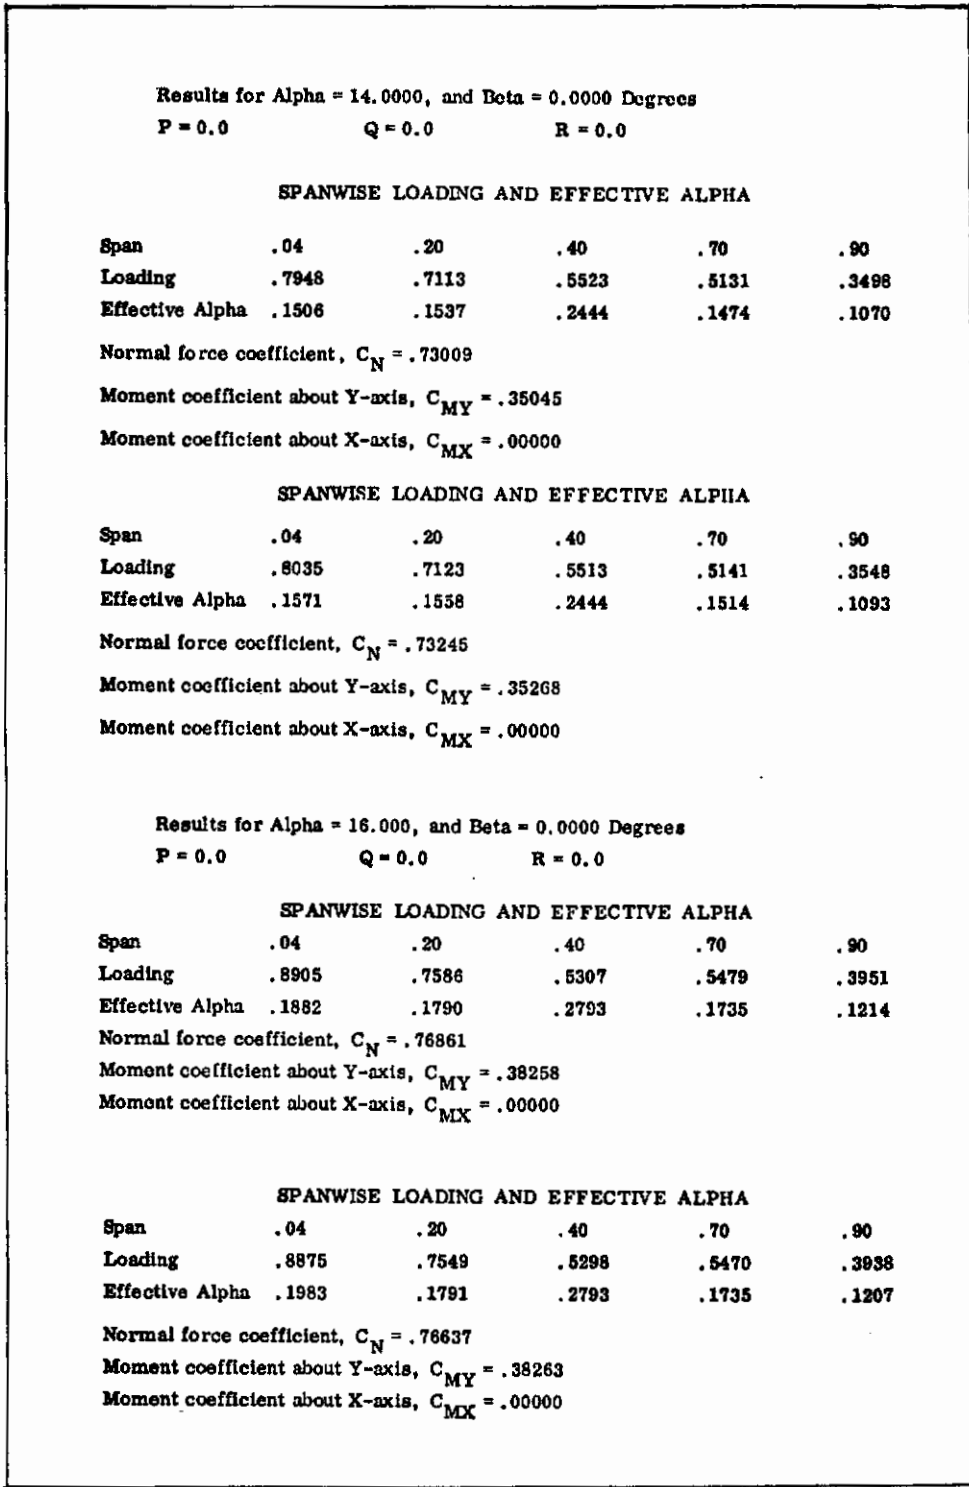 Results for Alpha = 14.0000, and Beta = 0.0000 Degrees
P = 0.0 Q = 0.0 R = 0.0
SPANWISE LOADING AND EFFECTIVE ALPHA
Span .04 .20 .40 .70 .90
Loading .7948 .7113 .5523 .5131 .3498
Effective Alpha .1506 .1537 .2444 .1474 .1070
Normal force coefficient, CN = .73009
Moment coefficient about Y-axis, CMY = .35045
Moment coefficient about X-axis, CMX = .00000
SPANWISE LOADING AND EFFECTIVE ALPHA
Span .04 .20 .40 .70 .90
Loading .8035 .7123 .5513 .5141 .3548
Effective Alpha .1571 .1558 .2444 .1514 .1093
Normal force coefficient, CN = .73245
Moment coefficient about Y-axis, CMY = .35268
Moment coefficient about X-axis, CMX = .00000
Results for Alpha = 16.000, and Beta = 0.0000 Degrees
P = 0.0 Q = 0.0 R = 0.0
SPANWISE LOADING AND EFFECTIVE ALPHA
Span .04 .20 .40 .70 .90
Loading .8905 .7586 .5307 .5479 .3951
Effective Alpha .1882 .1790 .2793 .1735 .1214
Normal force coefficient, CN = .76861
Moment coefficient about Y-axis, CMY = .38258
Moment coefficient about X-axis, CMX = .00000
SPANWISE LOADING AND EFFECTIVE ALPHA
Span .04 .20 .40 .70 .90
Loading .8875 .7549 .5298 .5470 .3938
Effective Alpha .1983 .1791 .2793 .1735 .1207
Normal force coefficient, CN = .76637
Moment coefficient about Y-axis, CMY = .38263
Moment coefficient about X-axis, CMX = .00000